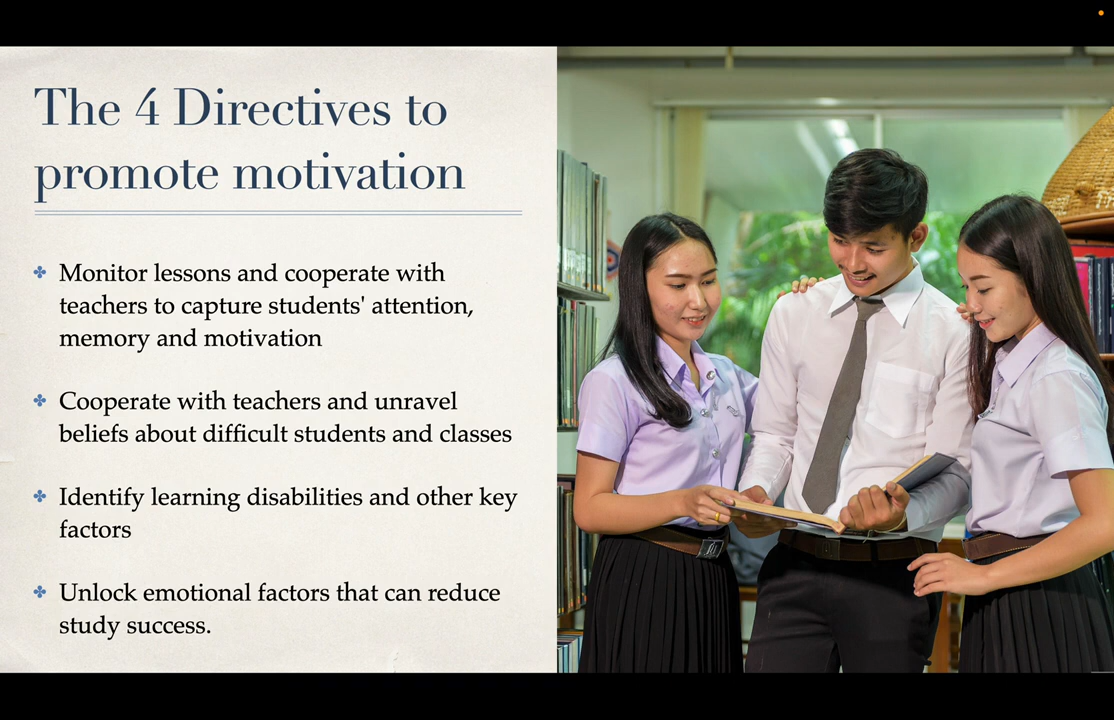 The 4 Directives to
promote motivation
Monitor lessons and cooperate with
teachers to capture students' attention,
memory and motivation
Cooperate with teachers and unravel
beliefs about difficult students and classes
Identify learning disabilities and other key
factors
Unlock emotional factors that can reduce
study success.